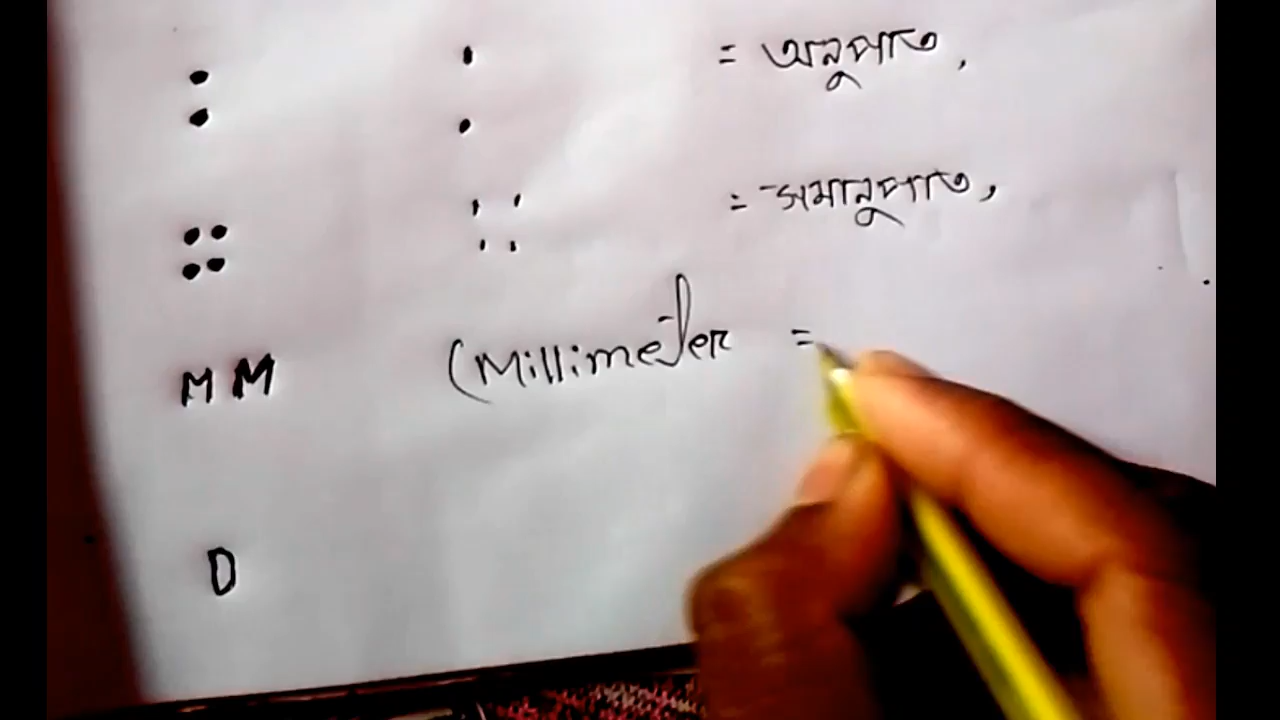 : : = অনুপাত,
:: :: = সমানুপাত,
MM (Millimeter =
D